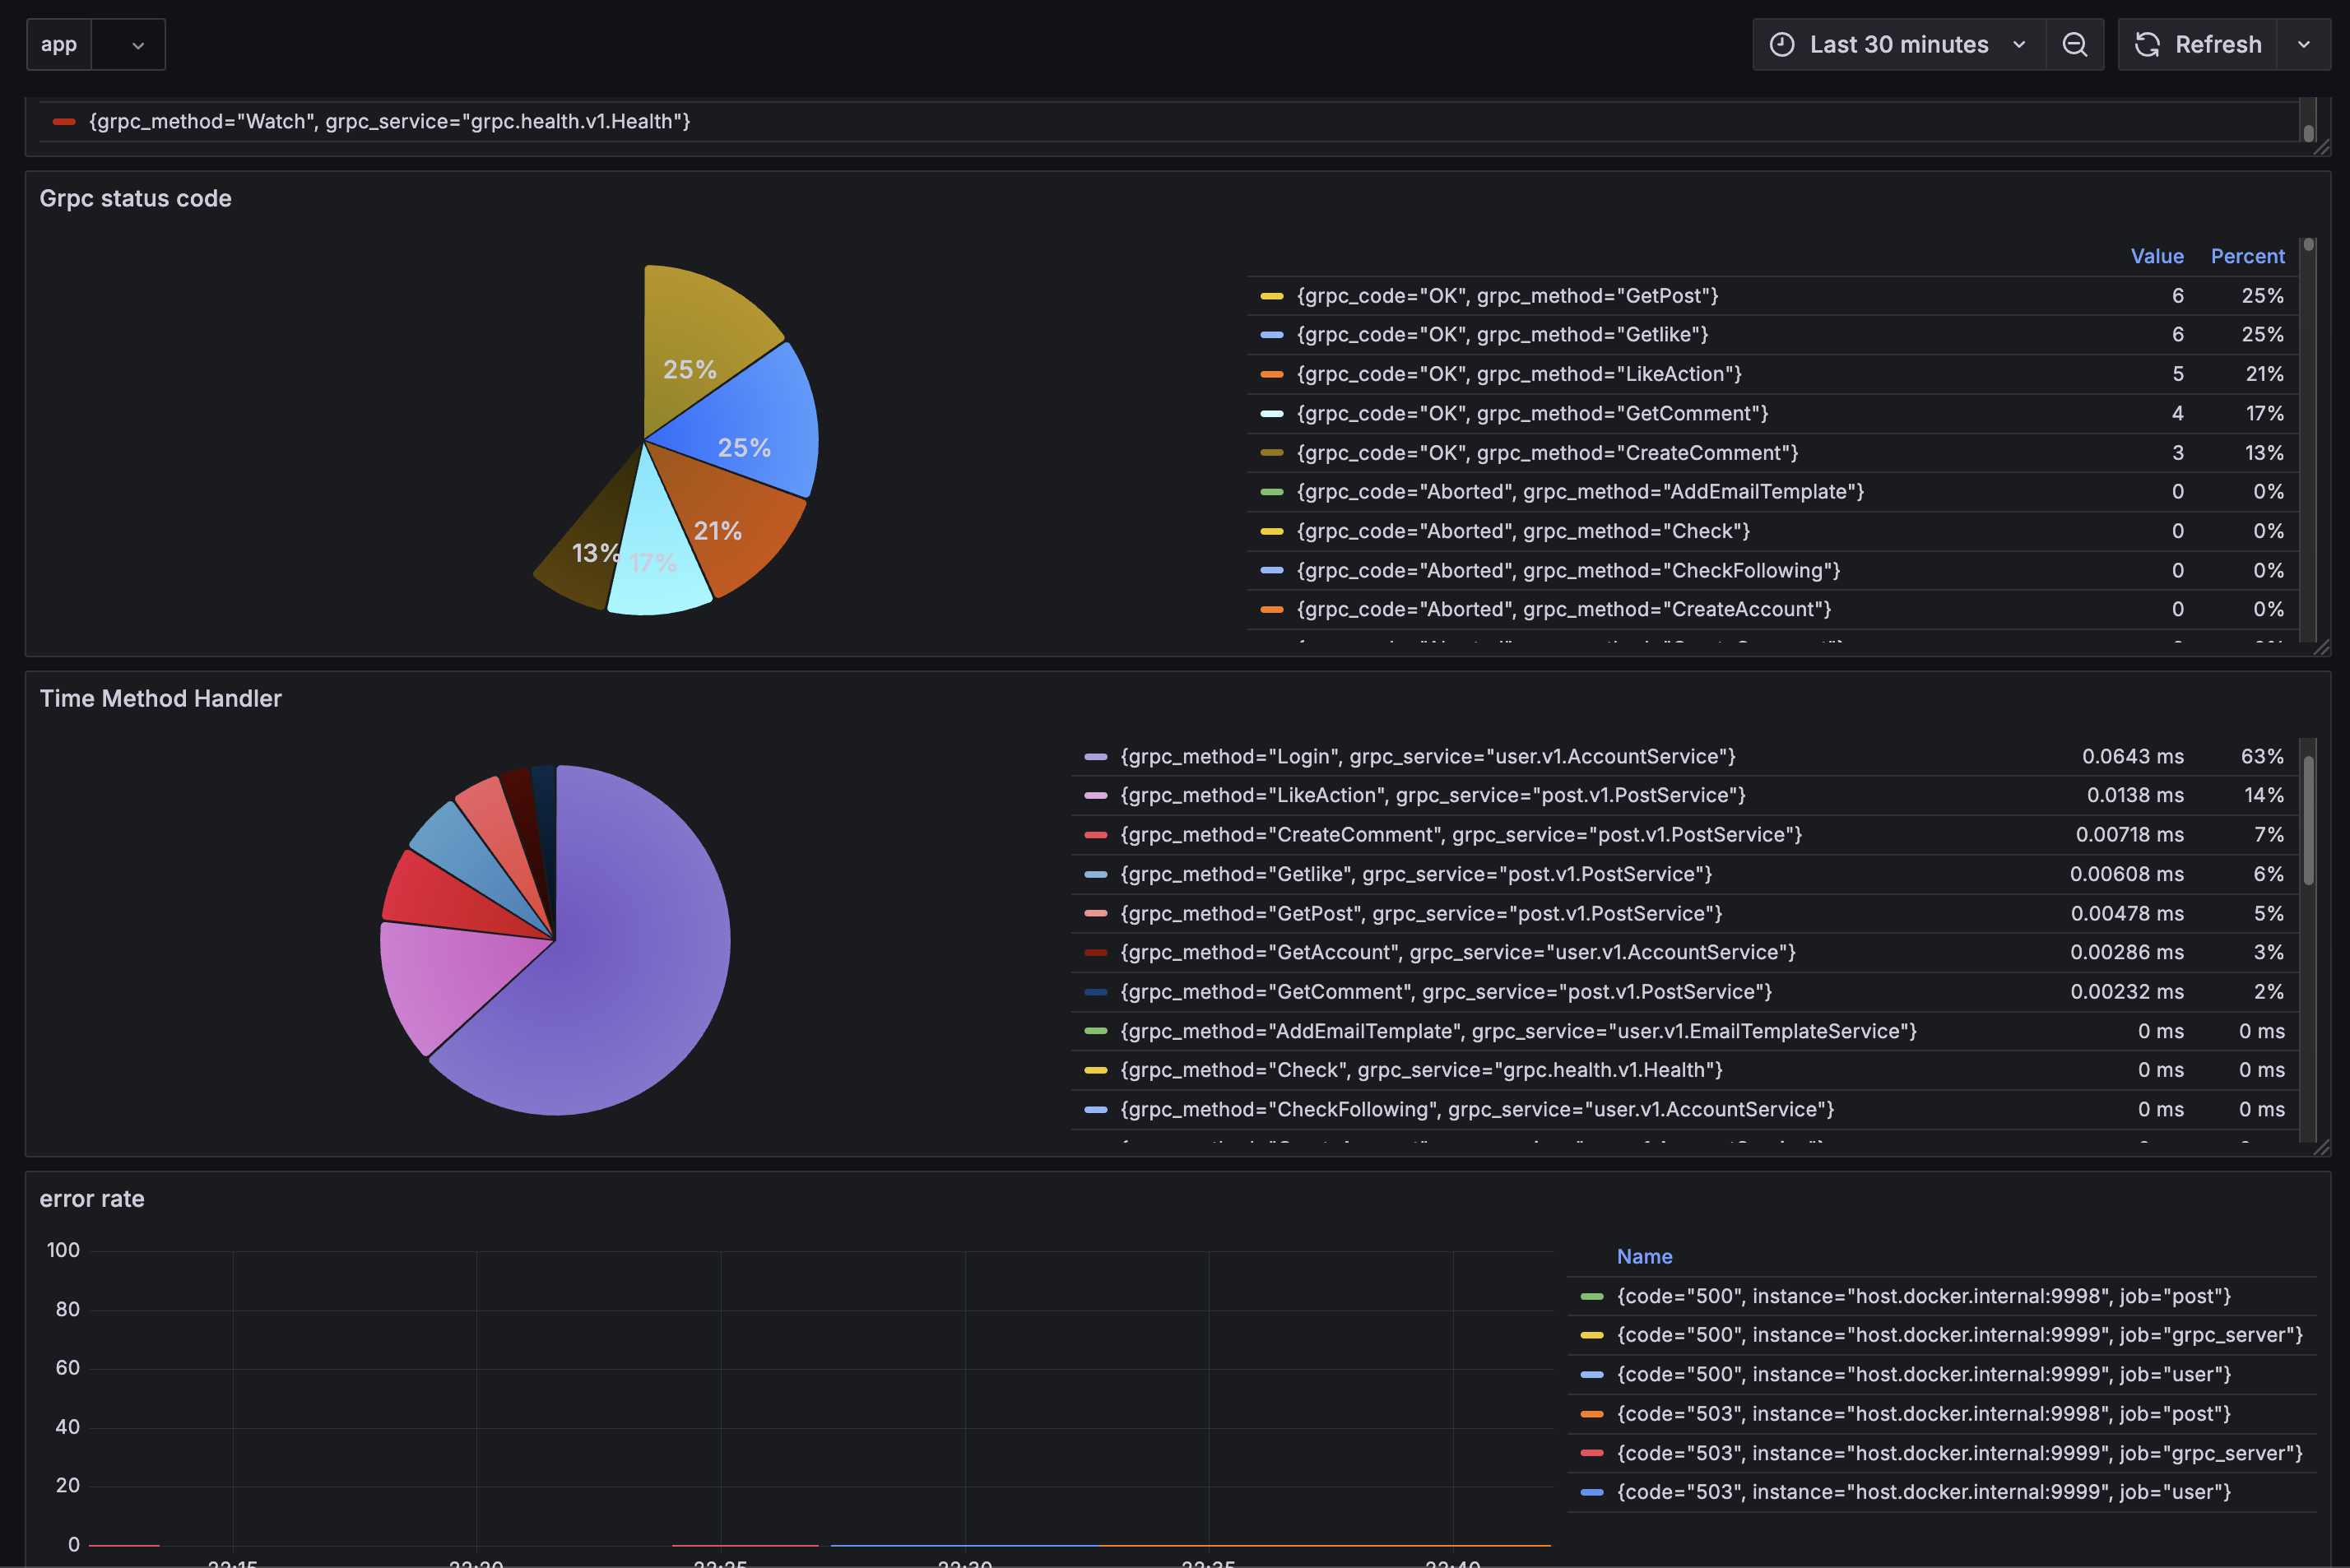 app
Last 30 minutes
Refresh
{grpc_method="Watch", grpc_service="grpc.health.v1.Health"}
Grpc status code
Value Percent
{grpc_code="OK", grpc_method="GetPost"} 6 25%
{grpc_code="OK", grpc_method="Getlike"} 6 25%
{grpc_code="OK", grpc_method="LikeAction"} 5 21%
{grpc_code="OK", grpc_method="GetComment"} 4 17%
{grpc_code="OK", grpc_method="CreateComment"} 3 13%
{grpc_code="Aborted", grpc_method="AddEmailTemplate"} 0 0%
{grpc_code="Aborted", grpc_method="Check"} 0 0%
{grpc_code="Aborted", grpc_method="CheckFollowing"} 0 0%
{grpc_code="Aborted", grpc_method="CreateAccount"} 0 0%
25%
25%
21%
17%
13%
Time Method Handler
{grpc_method="Login", grpc_service="user.v1.AccountService"} 0.0643 ms 63%
{grpc_method="LikeAction", grpc_service="post.v1.PostService"} 0.0138 ms 14%
{grpc_method="CreateComment", grpc_service="post.v1.PostService"} 0.00718 ms 7%
{grpc_method="Getlike", grpc_service="post.v1.PostService"} 0.00608 ms 6%
{grpc_method="GetPost", grpc_service="post.v1.PostService"} 0.00478 ms 5%
{grpc_method="GetAccount", grpc_service="user.v1.AccountService"} 0.00286 ms 3%
{grpc_method="GetComment", grpc_service="post.v1.PostService"} 0.00232 ms 2%
{grpc_method="AddEmailTemplate", grpc_service="user.v1.EmailTemplateService"} 0 ms 0 ms
{grpc_method="Check", grpc_service="grpc.health.v1.Health"} 0 ms 0 ms
{grpc_method="CheckFollowing", grpc_service="user.v1.AccountService"} 0 ms 0 ms
error rate
100
80
60
40
20
0
Name
{code="500", instance="host.docker.internal:9998", job="post"}
{code="500", instance="host.docker.internal:9999", job="grpc_server"}
{code="500", instance="host.docker.internal:9999", job="user"}
{code="503", instance="host.docker.internal:9998", job="post"}
{code="503", instance="host.docker.internal:9999", job="grpc_server"}
{code="503", instance="host.docker.internal:9999", job="user"}